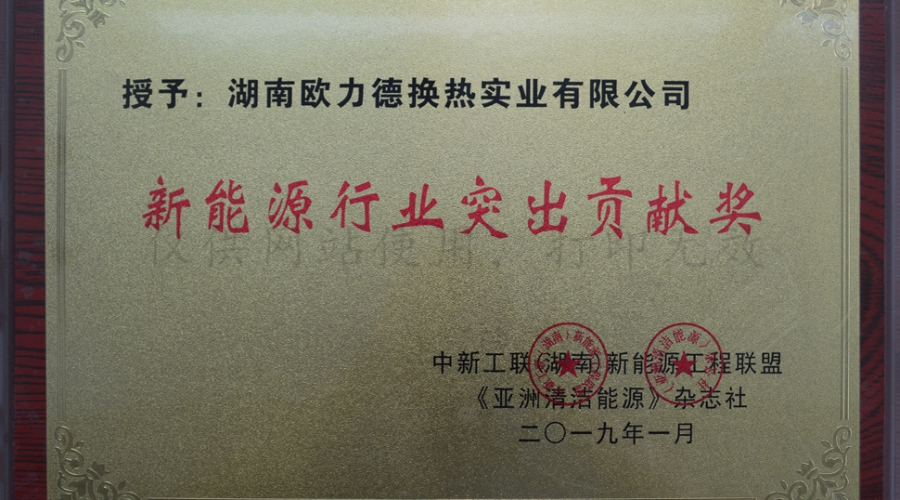 授予：湖南欧力德换热实业有限公司
新能源行业突出贡献奖
仅供网站使用，打印无效
中新工联(湖南)新能源工程联盟
《亚洲清洁能源》杂志社
二〇一九年一月